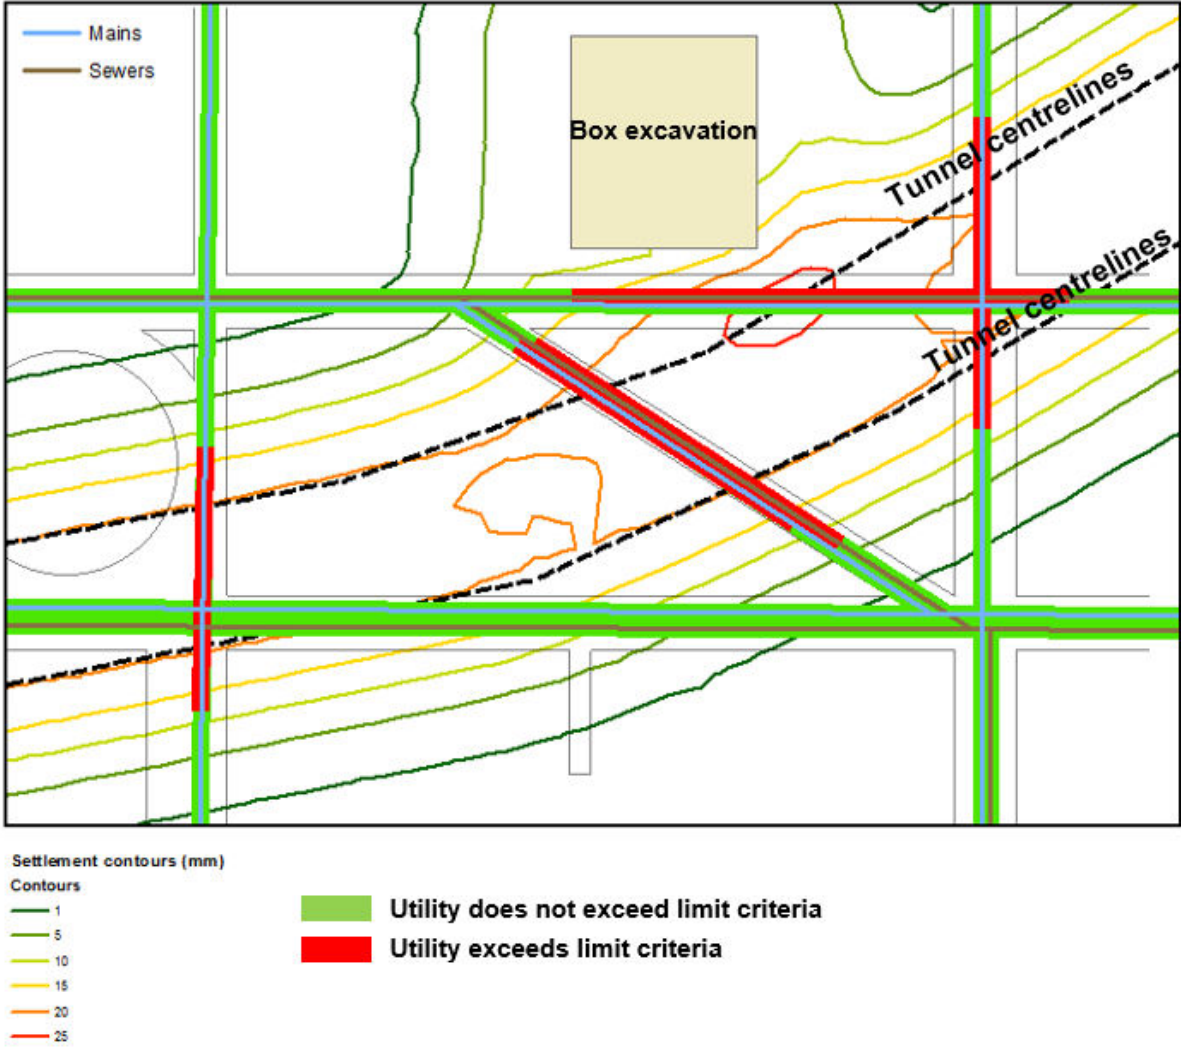 Mains
Sewers
Box excavation
Tunnel centrelines
Tunnel centrelines
Settlement contours (mm)
Contours
1
5
10
15
20
25
Utility does not exceed limit criteria
Utility exceeds limit criteria